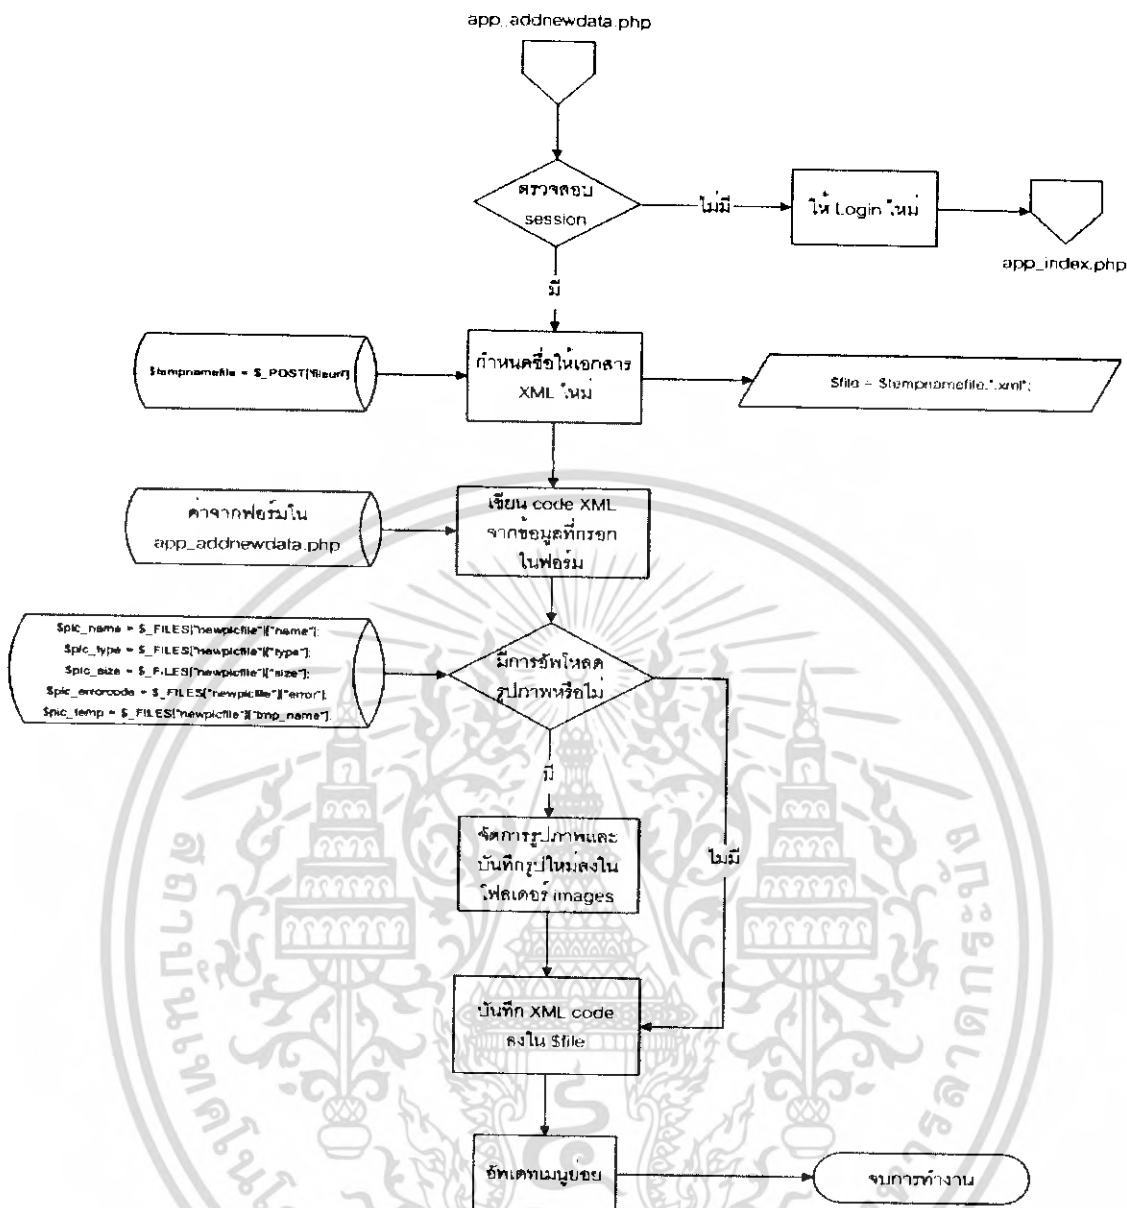 app_addnewdata.php
ตรวจสอบ
session
ไม่มี
ให้ Login ใหม่
app_index.php
มี
$tempnamefile = $_POST['fileurl']
กำหนดชื่อให้เอกสาร
XML ใหม่
$file = $tempnamefile.".xml";
ค่าจากฟอร์มใน
app_addnewdata.php
เขียน code XML
จากข้อมูลที่กรอก
ในฟอร์ม
$pic_name = $_FILES["newpicfile"]["name"];
$pic_type = $_FILES["newpicfile"]["type"];
$pic_size = $_FILES["newpicfile"]["size"];
$pic_errorcode = $_FILES["newpicfile"]["error"];
$pic_temp = $_FILES["newpicfile"]["tmp_name"];
มีการอัพโหลด
รูปภาพหรือไม่
มี
ไม่มี
จัดการรูปภาพและ
บันทึกรูปใหม่ลงใน
โฟลเดอร์ images
บันทึก XML code
ลงใน $file
อัพเดทเมนูย่อย
จบการทำงาน